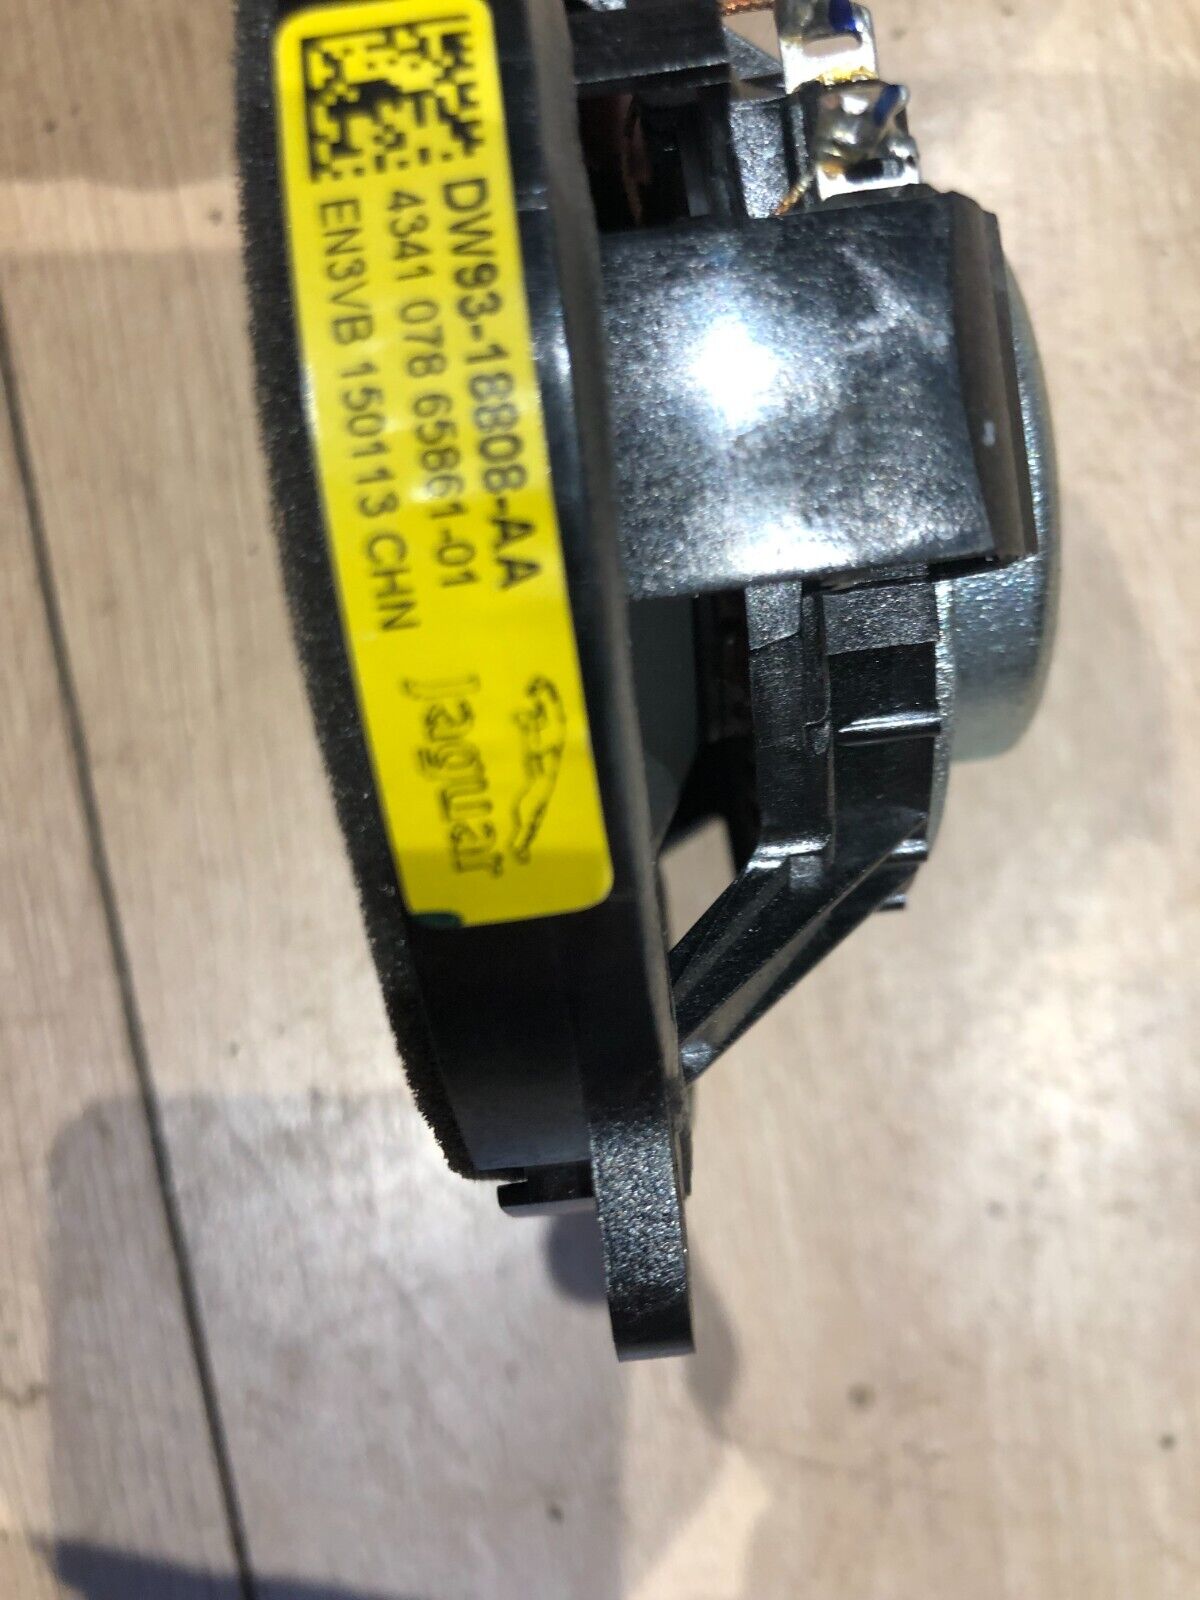 DW93-18808-AA
4341 078 65861-01
EN3VB 150113 CHN
Jaguar